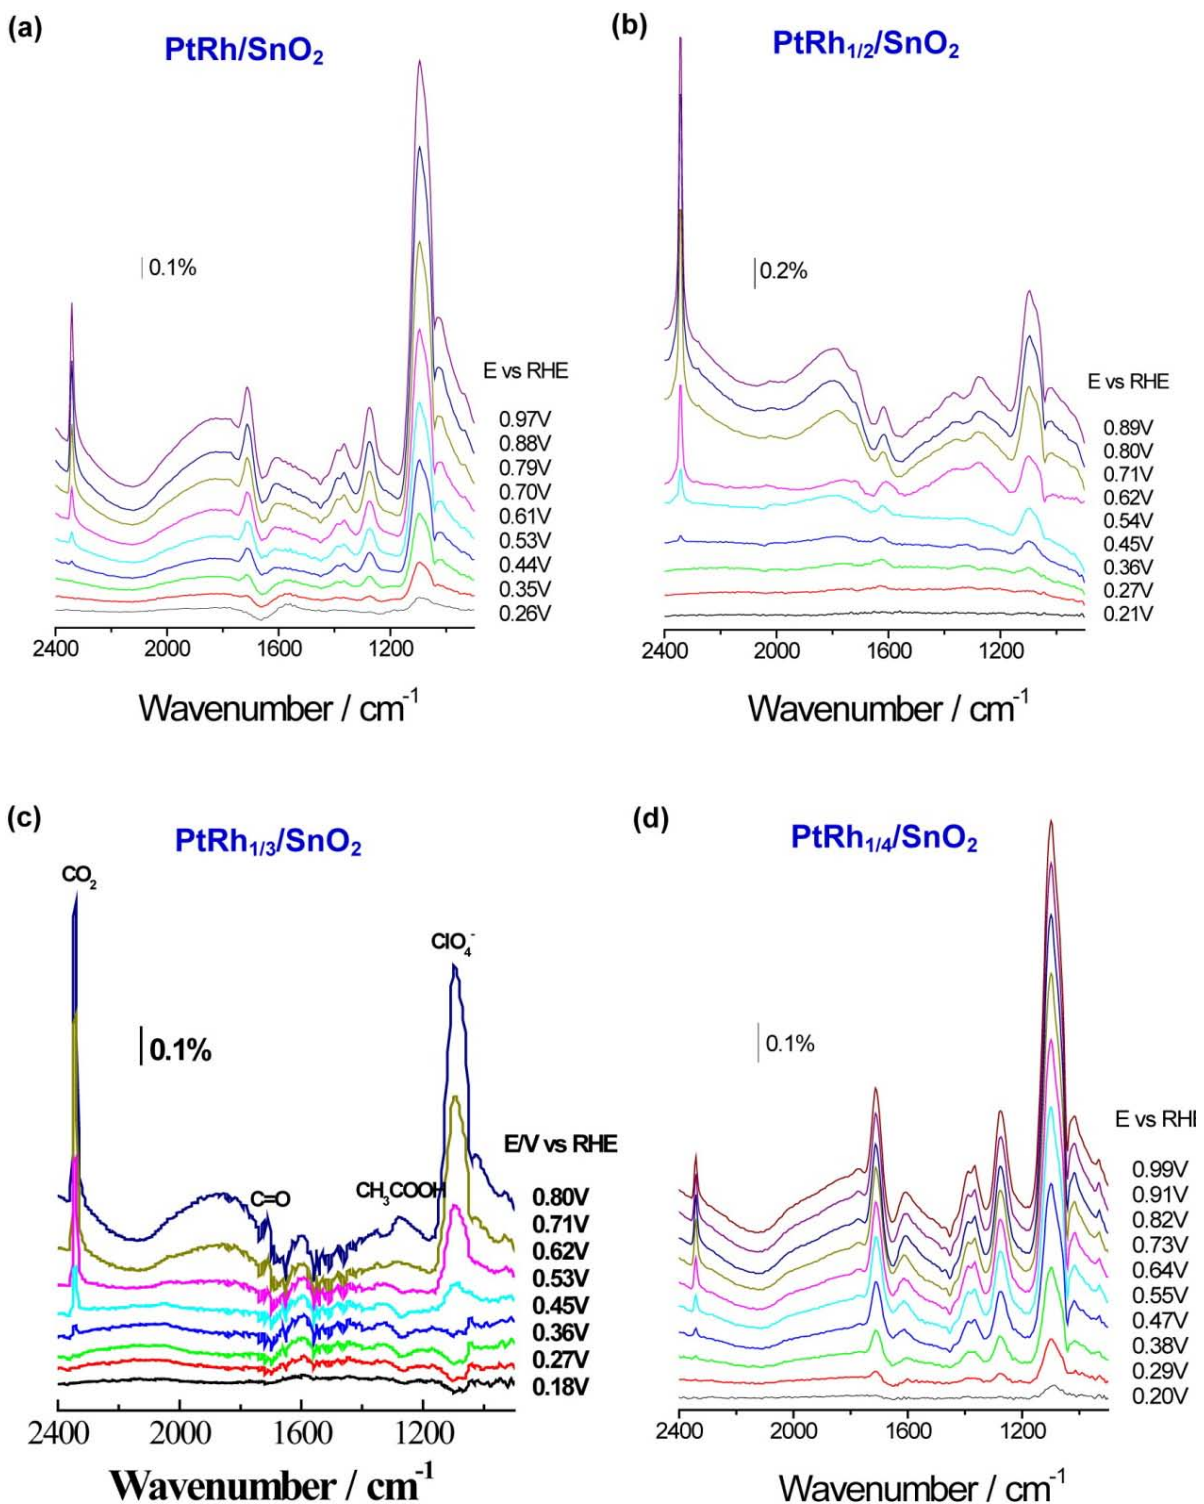 (a)
PtRh/SnO₂
0.1%
E vs RHE
0.97V
0.88V
0.79V
0.70V
0.61V
0.53V
0.44V
0.35V
0.26V
2400 2000 1600 1200
Wavenumber / cm⁻¹
(b)
PtRh₁/₂/SnO₂
0.2%
E vs RHE
0.89V
0.80V
0.71V
0.62V
0.54V
0.45V
0.36V
0.27V
0.21V
2400 2000 1600 1200
Wavenumber / cm⁻¹
(c)
PtRh₁/₃/SnO₂
CO₂
ClO₄⁻
0.1%
E/V vs RHE
C=O
CH₃COOH
0.80V
0.71V
0.62V
0.53V
0.45V
0.36V
0.27V
0.18V
2400 2000 1600 1200
Wavenumber / cm⁻¹
(d)
PtRh₁/₄/SnO₂
0.1%
E vs RH
0.99V
0.91V
0.82V
0.73V
0.64V
0.55V
0.47V
0.38V
0.29V
0.20V
2400 2000 1600 1200
Wavenumber / cm⁻¹